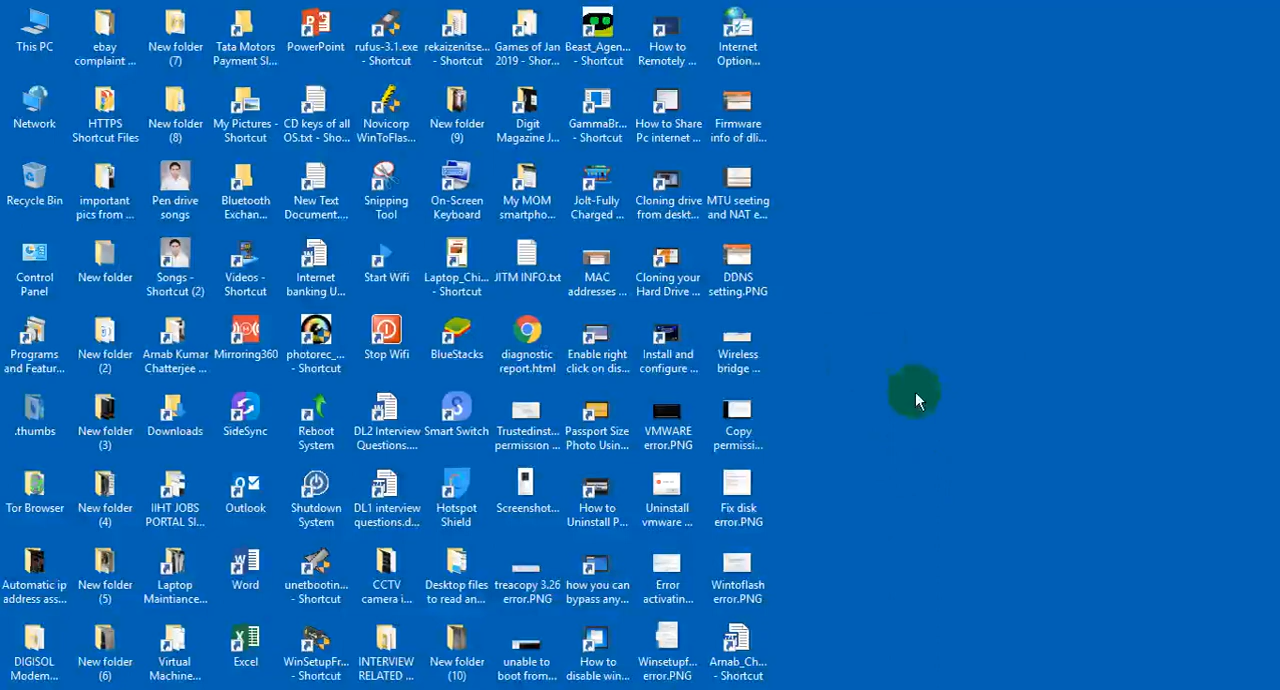 This PC
ebay
complaint ...
New folder
(7)
Tata Motors
Payment Sl...
PowerPoint
rufus-3.1.exe
- Shortcut
rekaizenitse...
- Shortcut
Games of Jan
2019 - Shor...
Beast_Agen...
- Shortcut
How to
Remotely ...
Internet
Option...
Network
HTTPS
Shortcut Files
New folder
(8)
My Pictures -
Shortcut
CD keys of all
OS.txt - Sho...
Novicorp
WinToFlas...
New folder
(9)
Digit
Magazine J...
GammaBr...
- Shortcut
How to Share
Pc internet ...
Firmware
info of dli...
Recycle Bin
important
pics from ...
Pen drive
songs
Bluetooth
Exchan...
New Text
Document....
Snipping
Tool
On-Screen
Keyboard
My MOM
smartpho...
Jolt-Fully
Charged ...
Cloning drive
from deskt...
MTU seeting
and NAT e...
Control
Panel
New folder
Songs -
Shortcut (2)
Videos -
Shortcut
Internet
banking U...
Start Wifi
Laptop_Chi...
- Shortcut
JITM INFO.txt
MAC
addresses ...
Cloning your
Hard Drive ...
DDNS
setting.PNG
Programs
and Featur...
New folder
(2)
Arnab Kumar
Chatterjee ...
Mirroring360
photorec_...
- Shortcut
Stop Wifi
BlueStacks
diagnostic
report.html
Enable right
click on dis...
Install and
configure ...
Wireless
bridge ...
.thumbs
New folder
(3)
Downloads
SideSync
Reboot
System
DL2 Interview
Questions....
Smart Switch
Trustedinst...
permission ...
Passport Size
Photo Usin...
VMWARE
error.PNG
Copy
permissi...
Tor Browser
New folder
(4)
IIHT JOBS
PORTAL SI...
Outlook
Shutdown
System
DL1 interview
questions.d...
Hotspot
Shield
Screenshot...
How to
Uninstall P...
Uninstall
vmware ...
Fix disk
error.PNG
Automatic ip
address ass...
New folder
(5)
Laptop
Maintiance...
Word
unetbootin...
- Shortcut
CCTV
camera i...
Desktop files
to read an...
treacopy 3.26
error.PNG
how you can
bypass any...
Error
activatin...
Wintoflash
error.PNG
DIGISOL
Modem...
New folder
(6)
Virtual
Machine...
Excel
WinSetupFr...
- Shortcut
INTERVIEW
RELATED ...
New folder
(10)
unable to
boot from...
How to
disable win...
Winsetupf...
error.PNG
Arnab_Ch...
- Shortcut